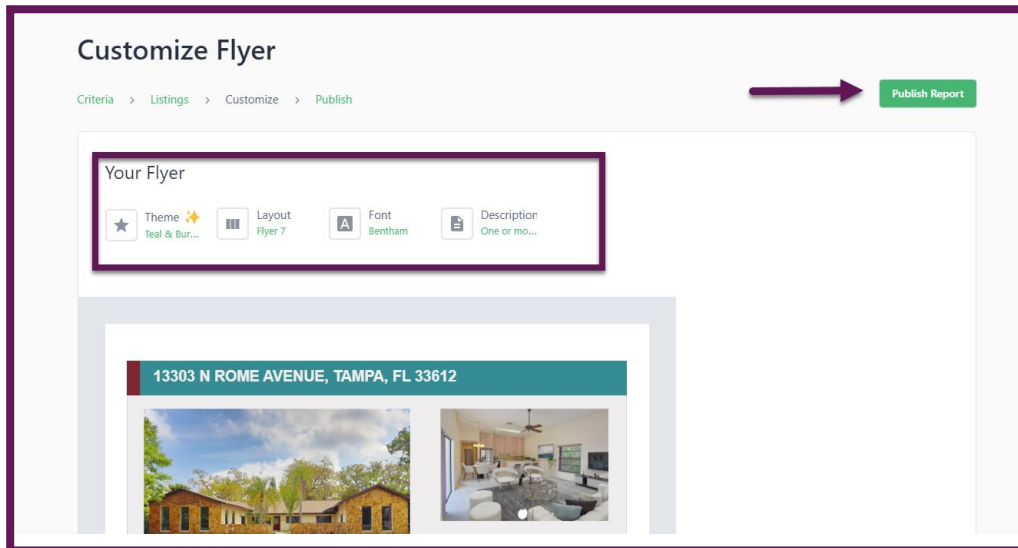 Customize Flyer
Criteria > Listings > Customize > Publish
Publish Report
Your Flyer
Theme ✨
Teal & Bur...
Layout
Flyer 7
Font
Bentham
Description
One or mo...
13303 N ROME AVENUE, TAMPA, FL 33612